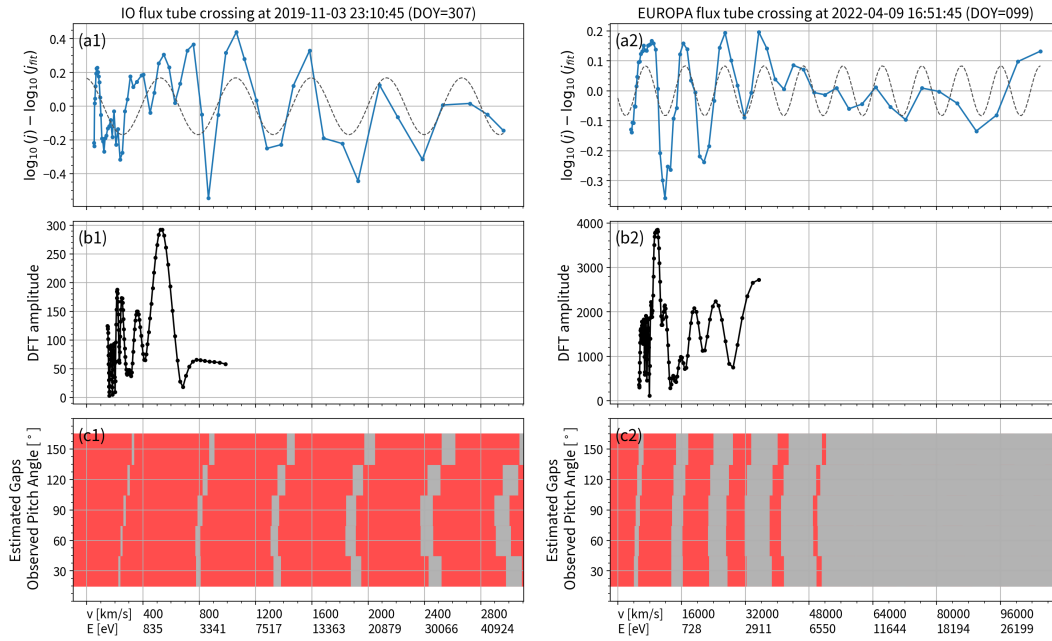 IO flux tube crossing at 2019-11-03 23:10:45 (DOY=307)
(a1)
log10 (j) − log10 (jfit)
0.4
0.2
0.0
−0.2
−0.4
(b1)
DFT amplitude
300
250
200
150
100
50
0
(c1)
Estimated Gaps
Observed Pitch Angle [ ° ]
150
120
90
60
30
v [km/s] 400 800 1200 1600 2000 2400 2800
E [eV] 835 3341 7517 13363 20879 30066 40924
EUROPA flux tube crossing at 2022-04-09 16:51:45 (DOY=099)
(a2)
log10 (j) − log10 (jfit)
0.2
0.1
0.0
−0.1
−0.2
−0.3
(b2)
DFT amplitude
4000
3000
2000
1000
0
(c2)
Estimated Gaps
Observed Pitch Angle [ ° ]
150
120
90
60
30
v [km/s] 16000 32000 48000 64000 80000 96000
E [eV] 728 2911 6550 11644 18194 26199